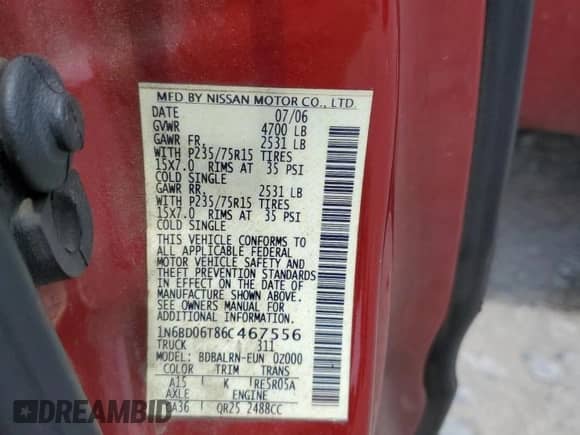 MFD BY NISSAN MOTOR CO., LTD
DATE 07/06
GVWR 4700 LB
GAWR FR. 2531 LB
WITH P235/75R15 TIRES
15X7.0 RIMS AT 35 PSI
COLD SINGLE
GAWR RR. 2531 LB
WITH P235/75R15 TIRES
15X7.0 RIMS AT 35 PSI
COLD SINGLE
THIS VEHICLE CONFORMS TO
ALL APPLICABLE FEDERAL
MOTOR VEHICLE SAFETY AND
THEFT PREVENTION STANDARDS
IN EFFECT ON THE DATE OF
MANUFACTURE SHOWN ABOVE.
SEE OWNERS MANUAL FOR
ADDITIONAL INFORMATION.
1N6BD06T86C467556
TRUCK 311
MODEL: BDBALRN-EUN 0Z000
COLOR TRIM TRANS
A15 K RE5R05A
AXLE ENGINE
A36 QR25 2488CC
DREAMBID